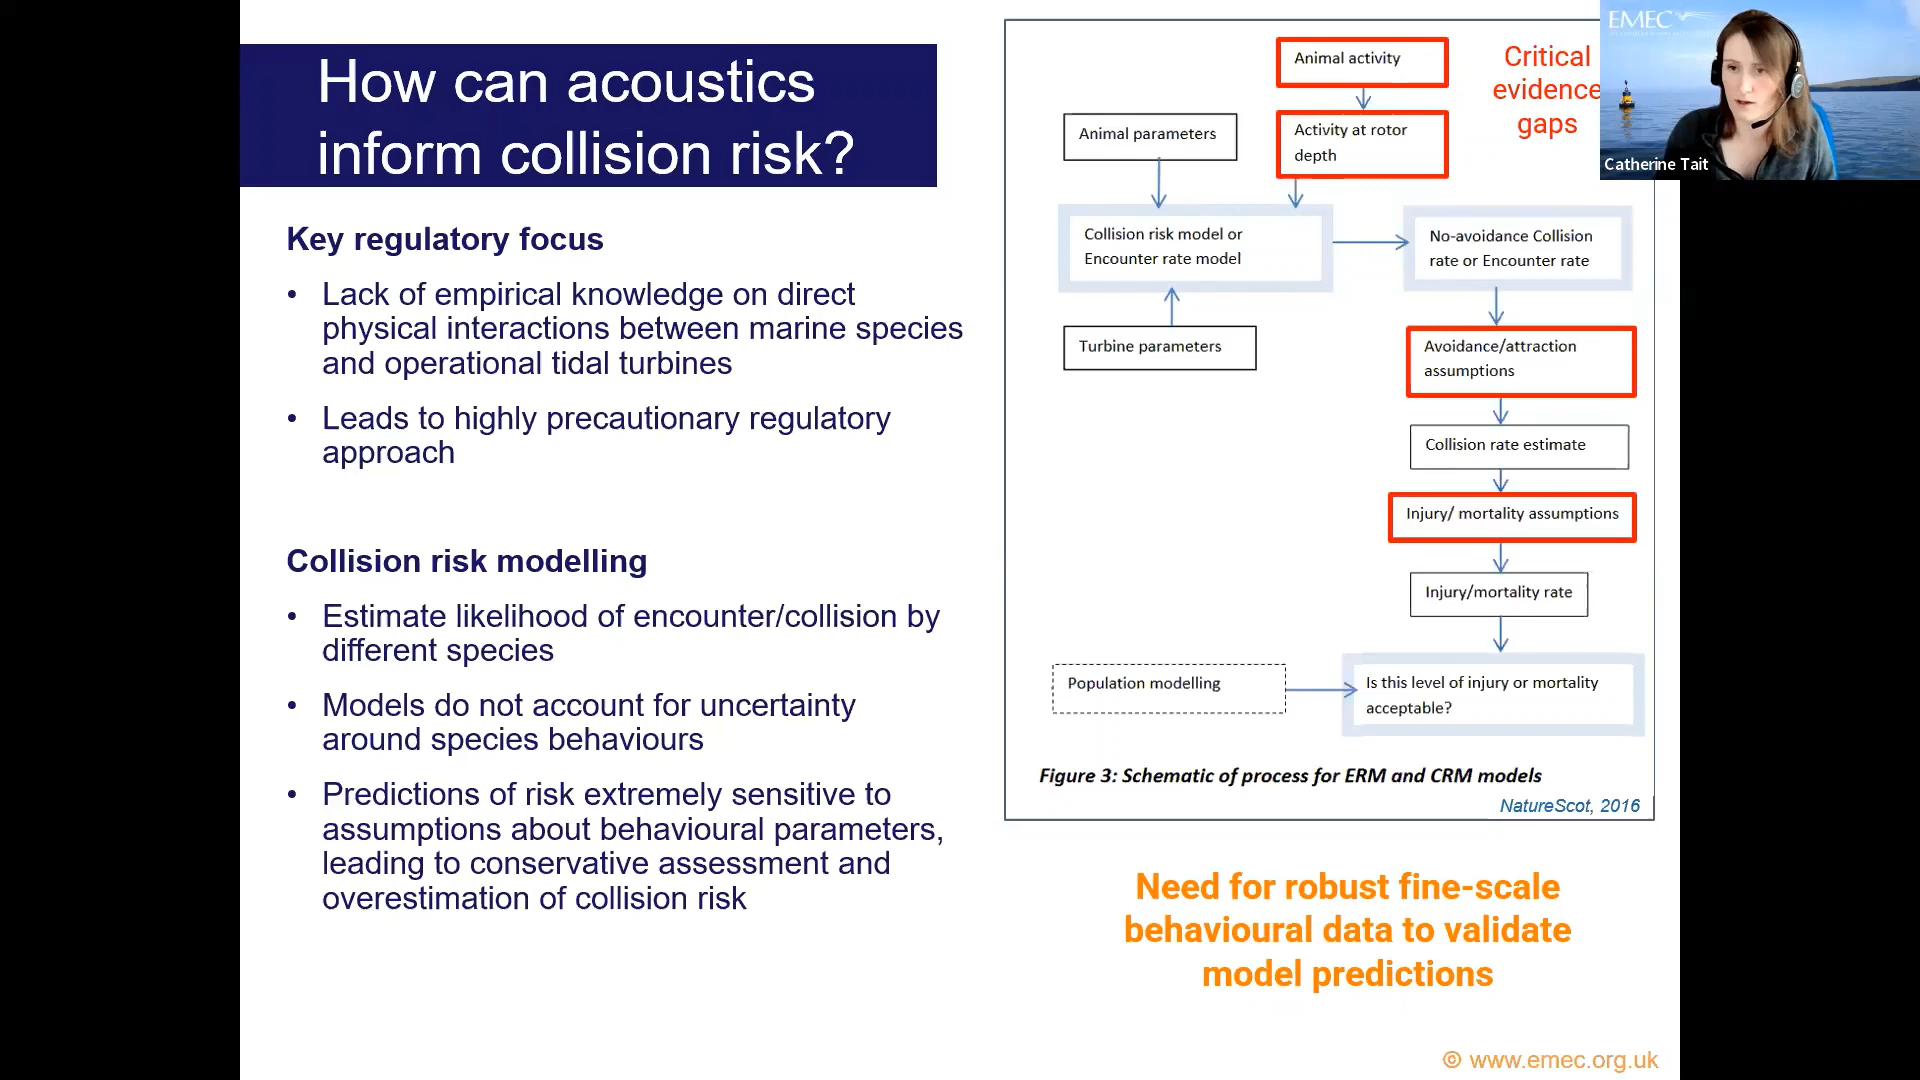 How can acoustics
inform collision risk?
Key regulatory focus
• Lack of empirical knowledge on direct
physical interactions between marine species
and operational tidal turbines
• Leads to highly precautionary regulatory
approach
Collision risk modelling
• Estimate likelihood of encounter/collision by
different species
• Models do not account for uncertainty
around species behaviours
• Predictions of risk extremely sensitive to
assumptions about behavioural parameters,
leading to conservative assessment and
overestimation of collision risk
Animal activity
Critical
evidence
gaps
Animal parameters
Activity at rotor
depth
Collision risk model or
Encounter rate model
No-avoidance Collision
rate or Encounter rate
Turbine parameters
Avoidance/attraction
assumptions
Collision rate estimate
Injury/ mortality assumptions
Injury/mortality rate
Population modelling
Is this level of injury or mortality
acceptable?
Figure 3: Schematic of process for ERM and CRM models
NatureScot, 2016
Need for robust fine-scale
behavioural data to validate
model predictions
© www.emec.org.uk
EMEC
Catherine Tait